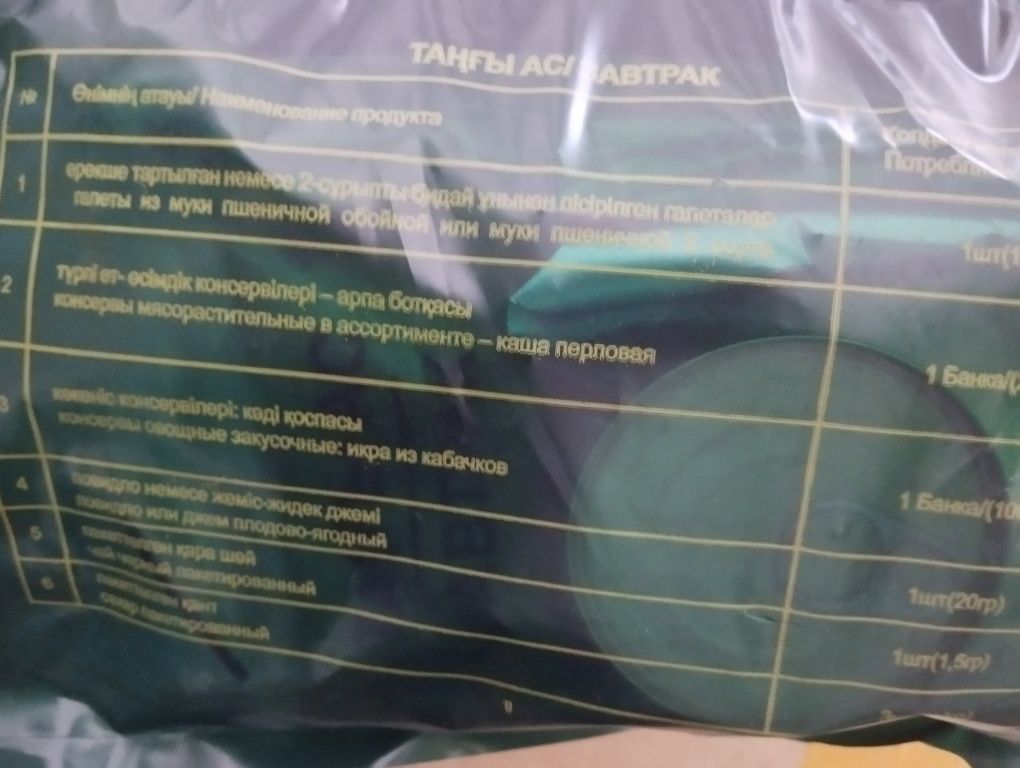 ТАҢҒЫ АС/ ЗАВТРАК
№ Өнімнің атауы/ Наименование продукта
1 ерекше тартылған немесе 2-сұрыпты бидай ұнынан пісірілген галеталар
галеты из муки пшеничной обойной или муки пшеничной 2 сорта
1шт(1
2 түрлі ет- өсімдік консервілері – арпа ботқасы
консервы мясорастительные в ассортименте – каша перловая
1 Банка/(
3 көкөніс консервілері: кәді қоспасы
консервы овощные закусочные: икра из кабачков
1 Банка/(10
4 повидло немесе жеміс-жидек джемі
повидло или джем плодово-ягодный
1шт(20гр)
5 пакеттелген қара шай
чай черный пакетированный
1шт(1,5гр)
6 пакеттелген қант
сахар пакетированный